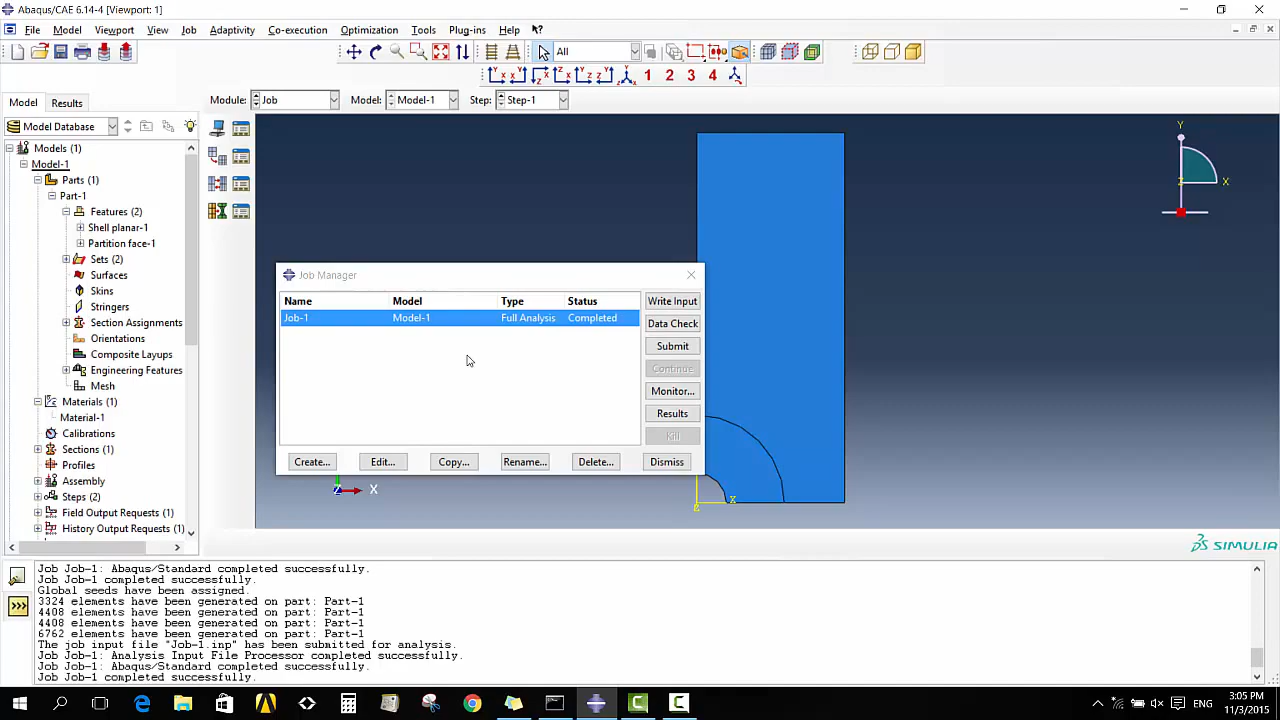 Abaqus/CAE 6.14-4 [Viewport: 1]
File Model Viewport View Job Adaptivity Co-execution Optimization Tools Plug-ins Help
All
1 2 3 4
Model Results Module: Job Model: Model-1 Step: Step-1
Model Database
Models (1)
Model-1
Parts (1)
Part-1
Features (2)
Shell planar-1
Partition face-1
Sets (2)
Surfaces
Skins
Stringers
Section Assignments
Orientations
Composite Layups
Engineering Features
Mesh
Materials (1)
Material-1
Calibrations
Sections (1)
Profiles
Assembly
Steps (2)
Field Output Requests (1)
History Output Requests (1)
Y
Z X
Job Manager
Name Model Type Status
Job-1 Model-1 Full Analysis Completed
Write Input
Data Check
Submit
Continue
Monitor...
Results
Kill
Create... Edit... Copy... Rename... Delete... Dismiss
Z X
X
Z
SIMULIA
Job Job-1: Abaqus/Standard completed successfully.
Job Job-1 completed successfully.
Global seeds have been assigned.
3324 elements have been generated on part: Part-1
4408 elements have been generated on part: Part-1
4408 elements have been generated on part: Part-1
6762 elements have been generated on part: Part-1
The job input file "Job-1.inp" has been submitted for analysis.
Job Job-1: Analysis Input File Processor completed successfully.
Job Job-1: Abaqus/Standard completed successfully.
Job Job-1 completed successfully.
ENG
3:05 PM
11/3/2015